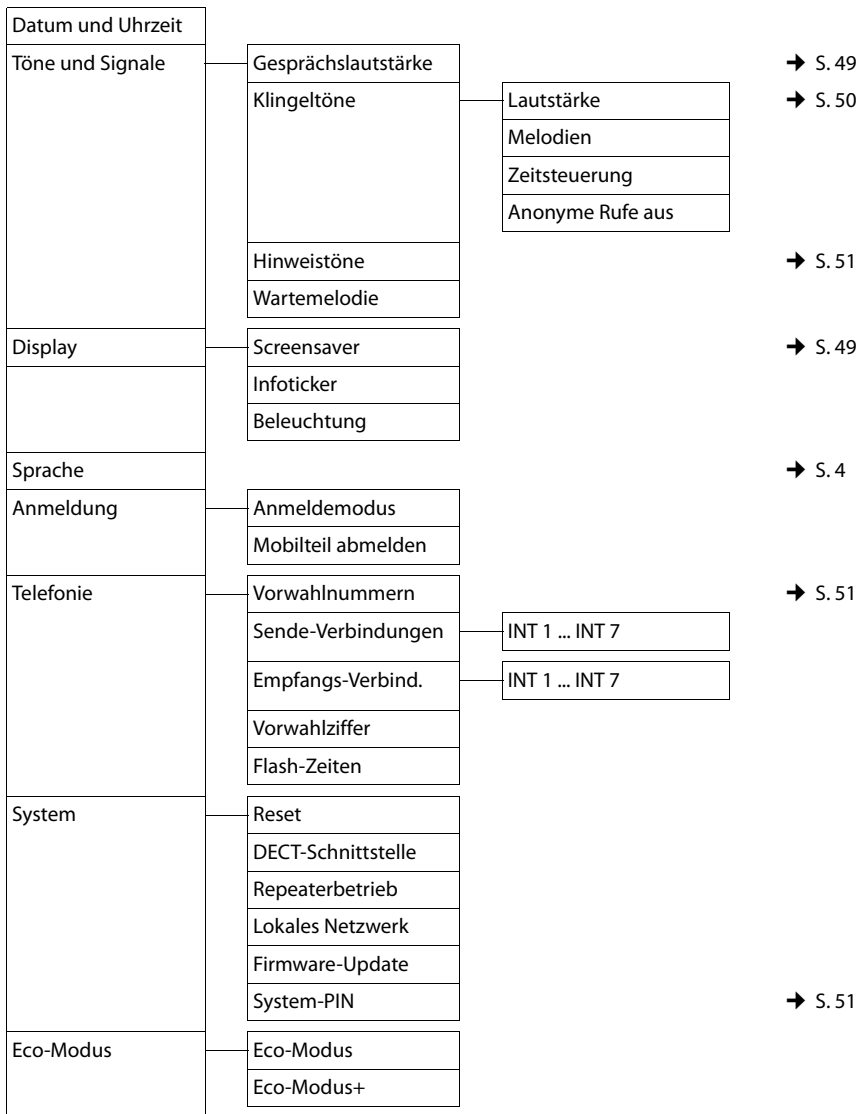 Datum und Uhrzeit
Töne und Signale Gesprächslautstärke ➔ S. 49
Klingeltöne Lautstärke ➔ S. 50
Melodien
Zeitsteuerung
Anonyme Rufe aus
Hinweistöne ➔ S. 51
Wartemelodie
Display Screensaver ➔ S. 49
Infoticker
Beleuchtung
Sprache ➔ S. 4
Anmeldung Anmeldemodus
Mobilteil abmelden
Telefonie Vorwahlnummern ➔ S. 51
Sende-Verbindungen INT 1 ... INT 7
Empfangs-Verbind. INT 1 ... INT 7
Vorwahlziffer
Flash-Zeiten
System Reset
DECT-Schnittstelle
Repeaterbetrieb
Lokales Netzwerk
Firmware-Update
System-PIN ➔ S. 51
Eco-Modus Eco-Modus
Eco-Modus+